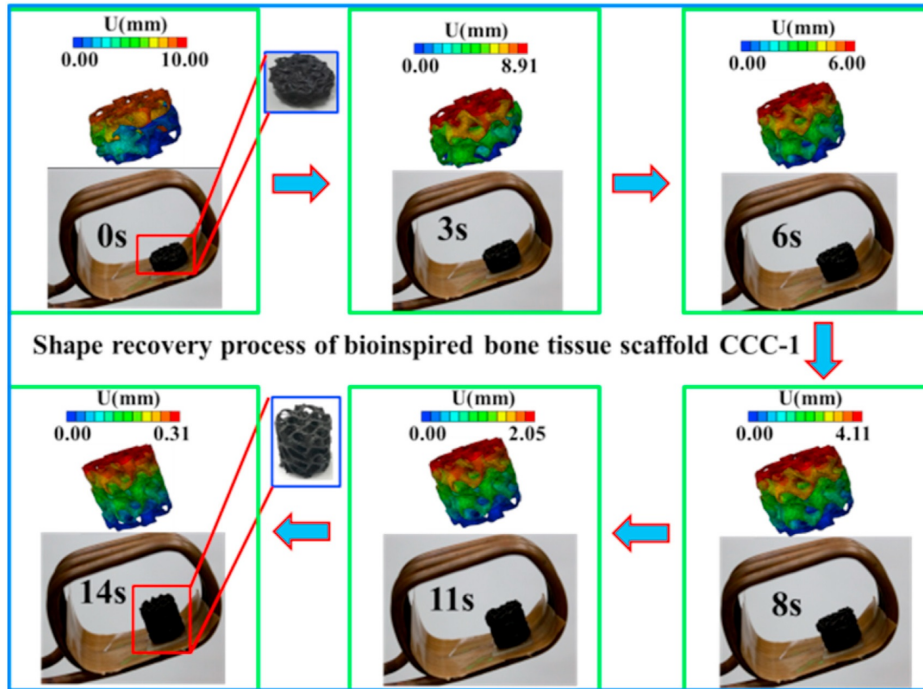 U(mm)
0.00 10.00
0s
U(mm)
0.00 8.91
3s
U(mm)
0.00 6.00
6s
Shape recovery process of bioinspired bone tissue scaffold CCC-1
U(mm)
0.00 0.31
14s
U(mm)
0.00 2.05
11s
U(mm)
0.00 4.11
8s